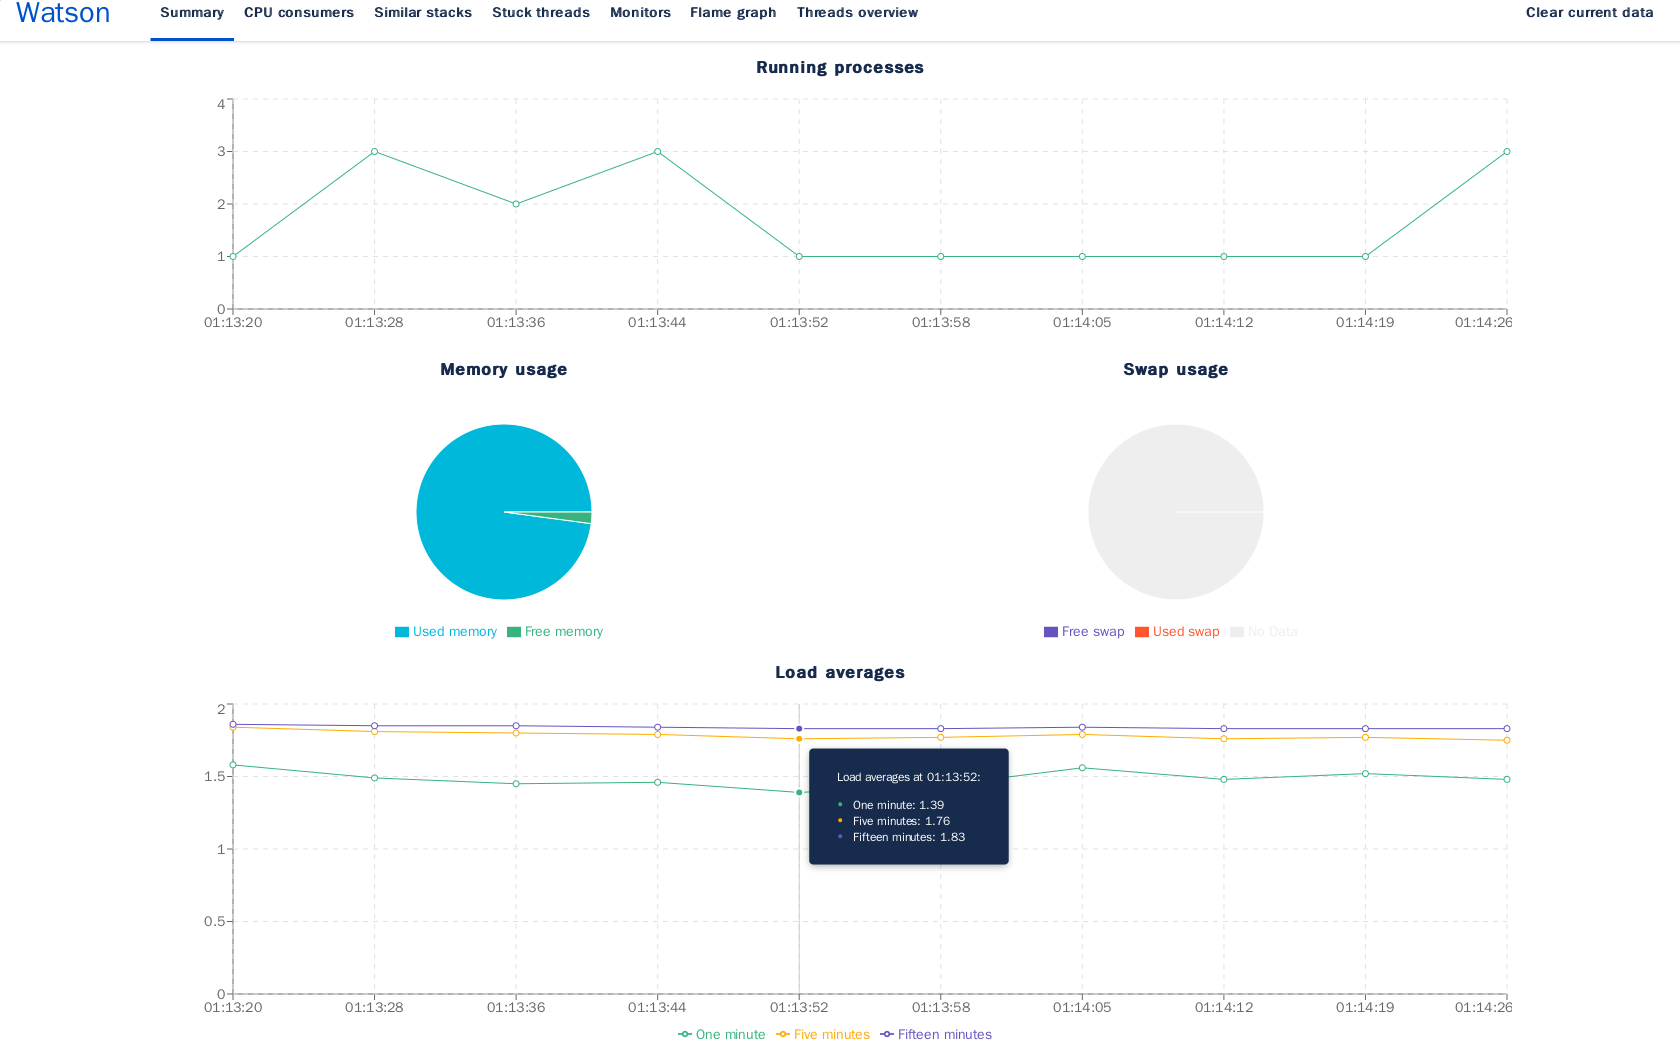 Watson Summary CPU consumers Similar stacks Stuck threads Monitors Flame graph Threads overview Clear current data
Running processes
4
3
2
1
0
01:13:20 01:13:28 01:13:36 01:13:44 01:13:52 01:13:58 01:14:05 01:14:12 01:14:19 01:14:26
Memory usage
Used memory Free memory
Swap usage
Free swap Used swap No Data
Load averages
2
1.5
1
0.5
0
Load averages at 01:13:52:
One minute: 1.39
Five minutes: 1.76
Fifteen minutes: 1.83
01:13:20 01:13:28 01:13:36 01:13:44 01:13:52 01:13:58 01:14:05 01:14:12 01:14:19 01:14:26
One minute Five minutes Fifteen minutes